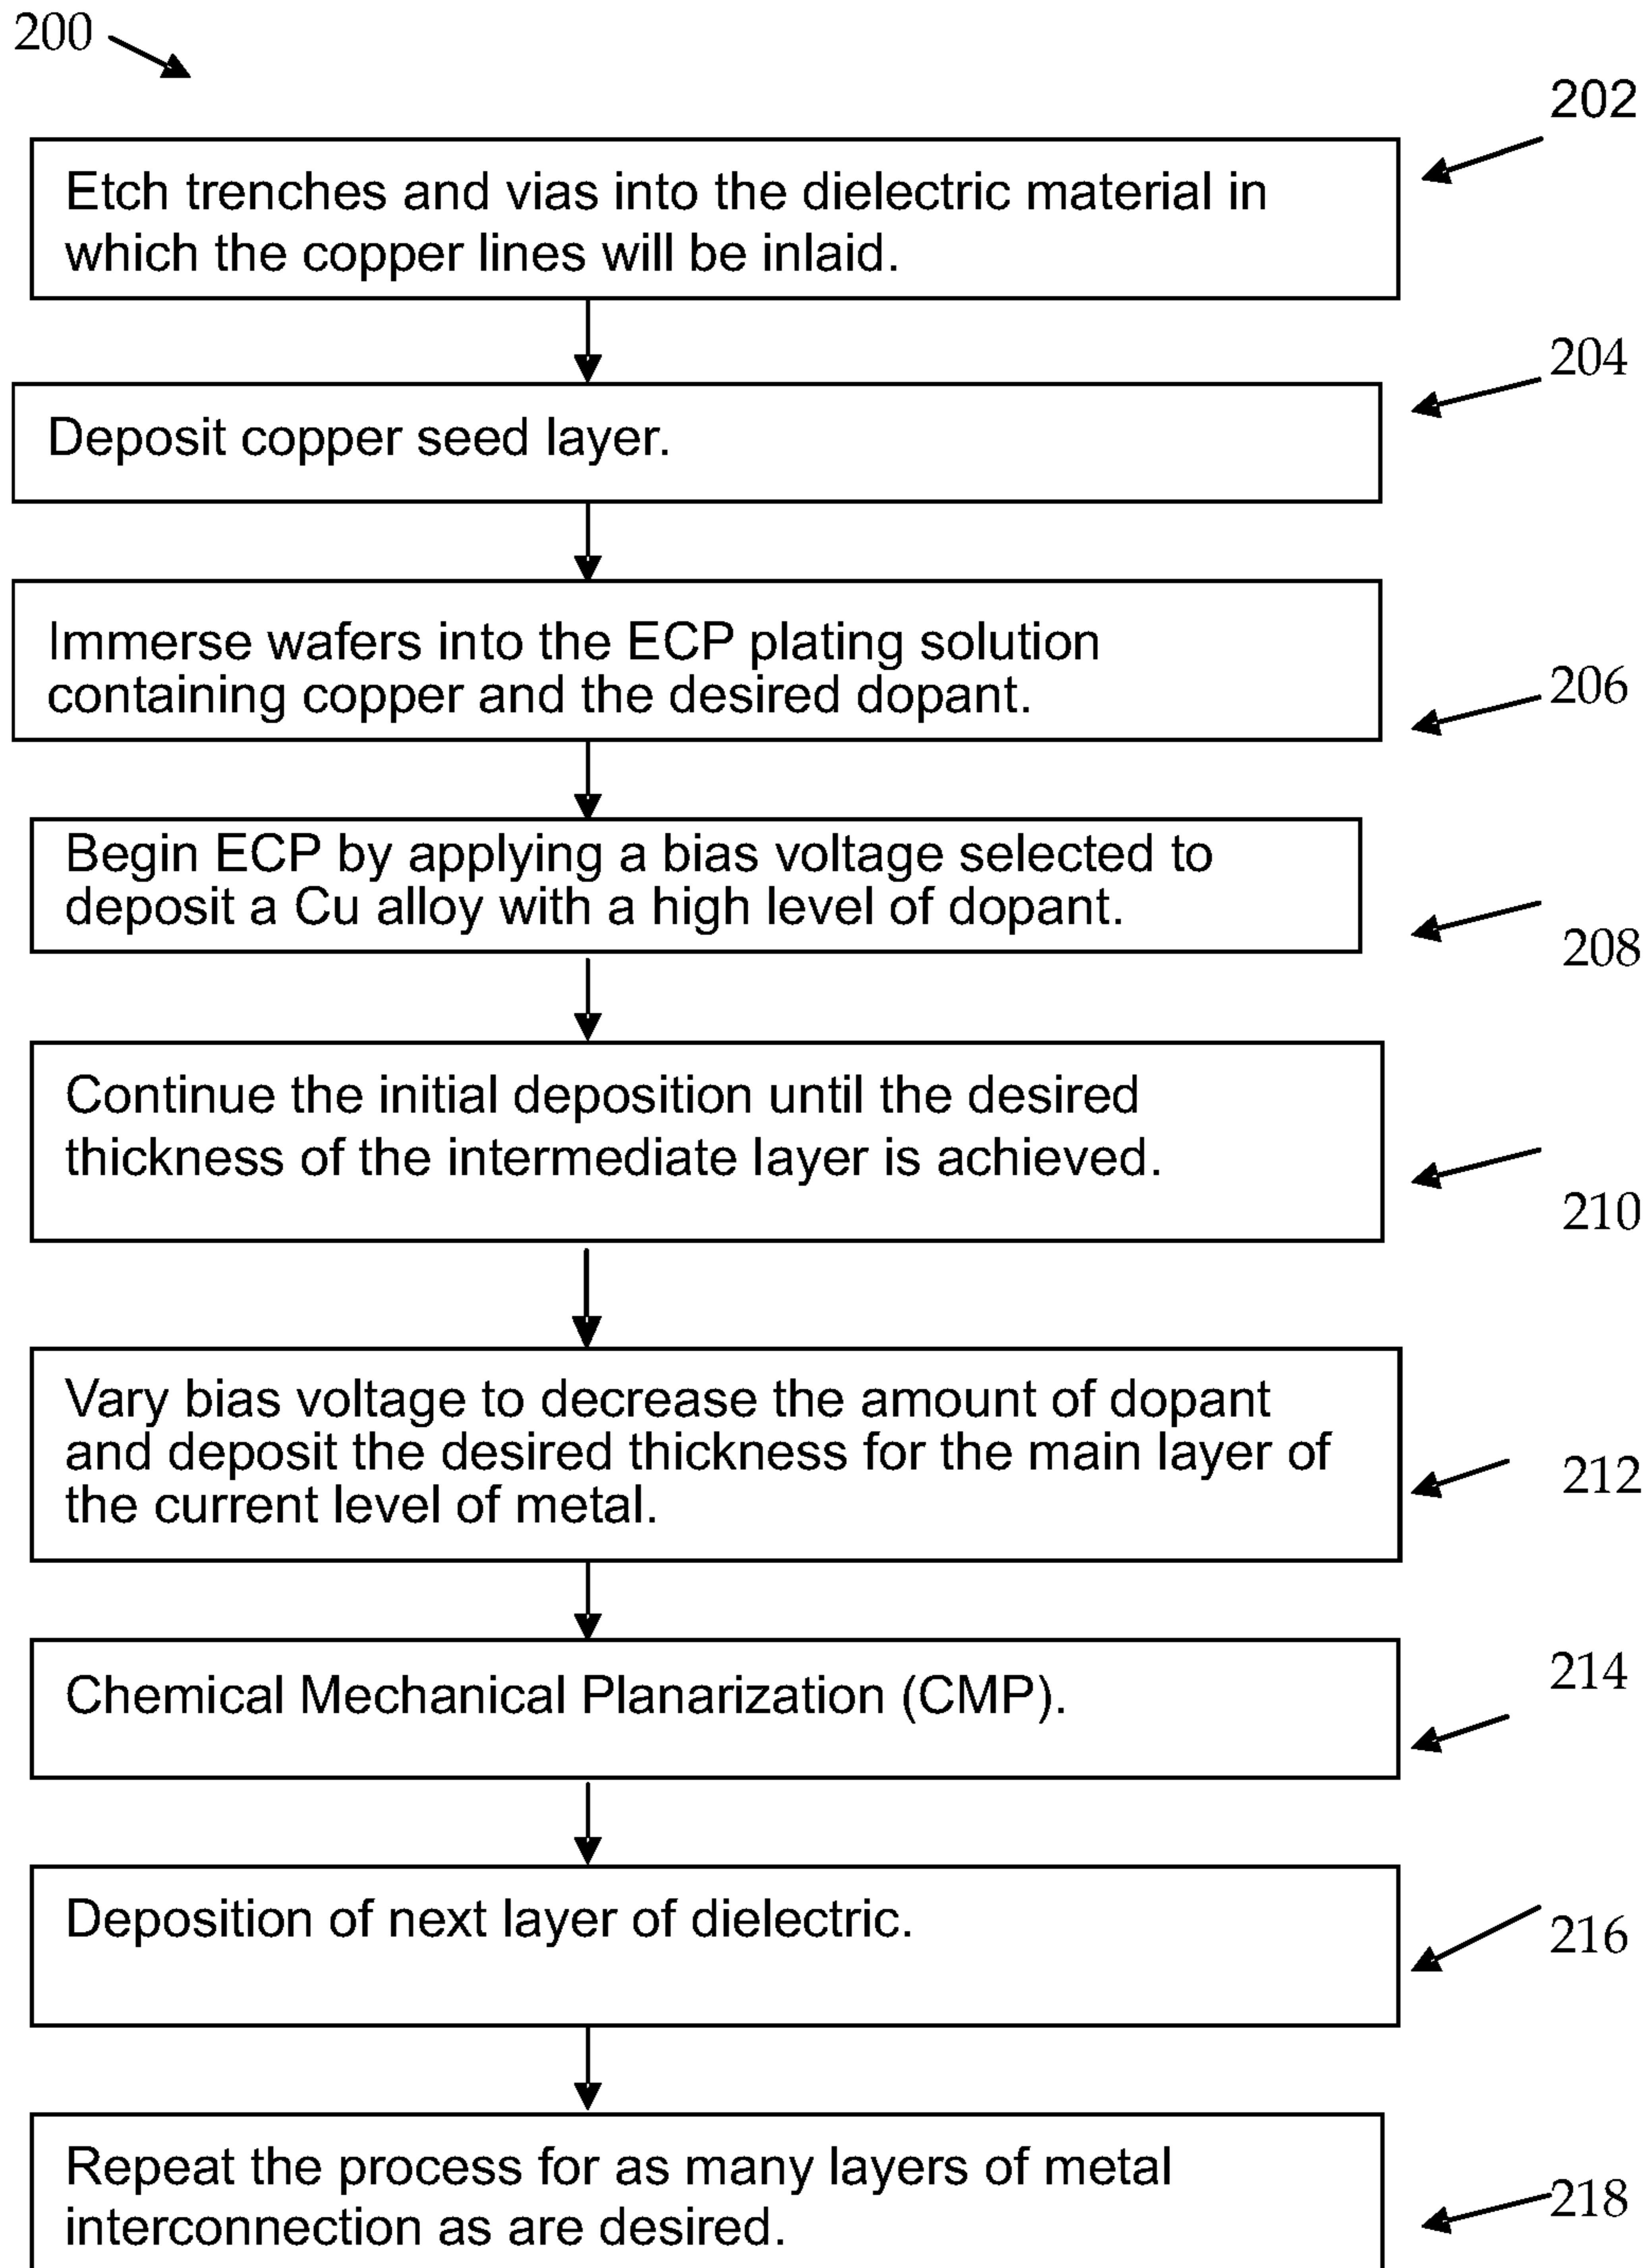 200
202
Etch trenches and vias into the dielectric material in
which the copper lines will be inlaid.
204
Deposit copper seed layer.
Immerse wafers into the ECP plating solution
containing copper and the desired dopant.
206
Begin ECP by applying a bias voltage selected to
deposit a Cu alloy with a high level of dopant.
208
Continue the initial deposition until the desired
thickness of the intermediate layer is achieved.
210
Vary bias voltage to decrease the amount of dopant
and deposit the desired thickness for the main layer of
the current level of metal.
212
Chemical Mechanical Planarization (CMP).
214
Deposition of next layer of dielectric.
216
Repeat the process for as many layers of metal
interconnection as are desired.
218